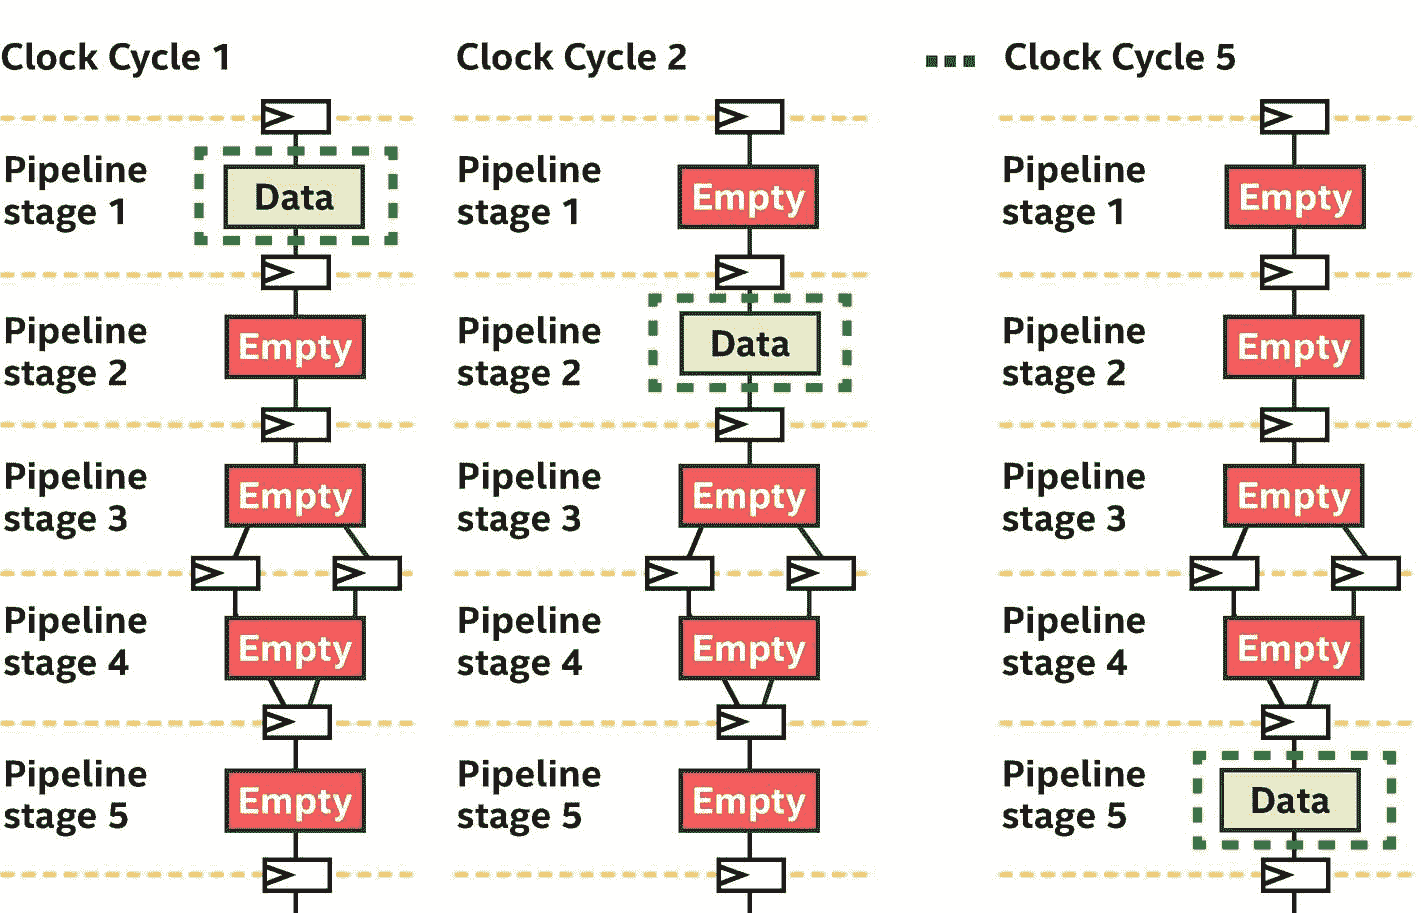 Clock Cycle 1
Pipeline
stage 1
Data
Pipeline
stage 2
Empty
Pipeline
stage 3
Empty
Pipeline
stage 4
Empty
Pipeline
stage 5
Empty
Clock Cycle 2
Pipeline
stage 1
Empty
Pipeline
stage 2
Data
Pipeline
stage 3
Empty
Pipeline
stage 4
Empty
Pipeline
stage 5
Empty
Clock Cycle 5
Pipeline
stage 1
Empty
Pipeline
stage 2
Empty
Pipeline
stage 3
Empty
Pipeline
stage 4
Empty
Pipeline
stage 5
Data